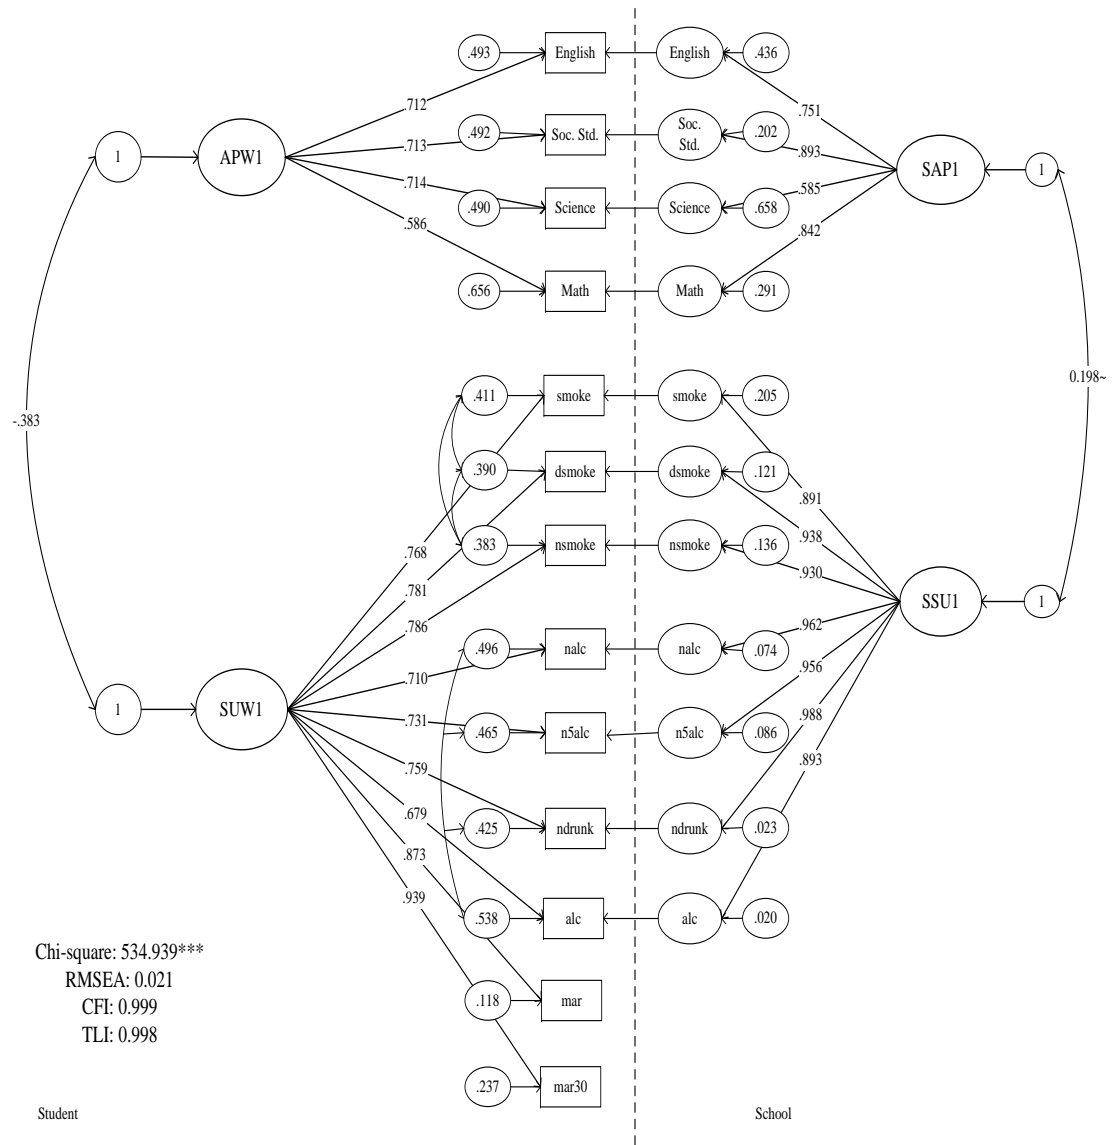 .493
English
English
.436
.712
.751
1
APW1
.492
.713
Soc. Std.
Soc.
Std.
.202
.893
SAP1
1
.714
.585
.490
Science
Science
.658
.586
.842
.656
Math
Math
.291
-.383
0.198~
.411
smoke
smoke
.205
.390
dsmoke
dsmoke
.121
.891
.383
nsmoke
nsmoke
.136
.938
.768
.930
.781
.786
SSU1
1
.496
nalc
nalc
.074
.962
.710
.956
1
SUW1
.731
.465
n5alc
n5alc
.086
.988
.759
.893
.679
.425
ndrunk
ndrunk
.023
.873
.939
.538
alc
alc
.020
Chi-square: 534.939***
RMSEA: 0.021
CFI: 0.999
TLI: 0.998
.118
mar
.237
mar30
Student
School